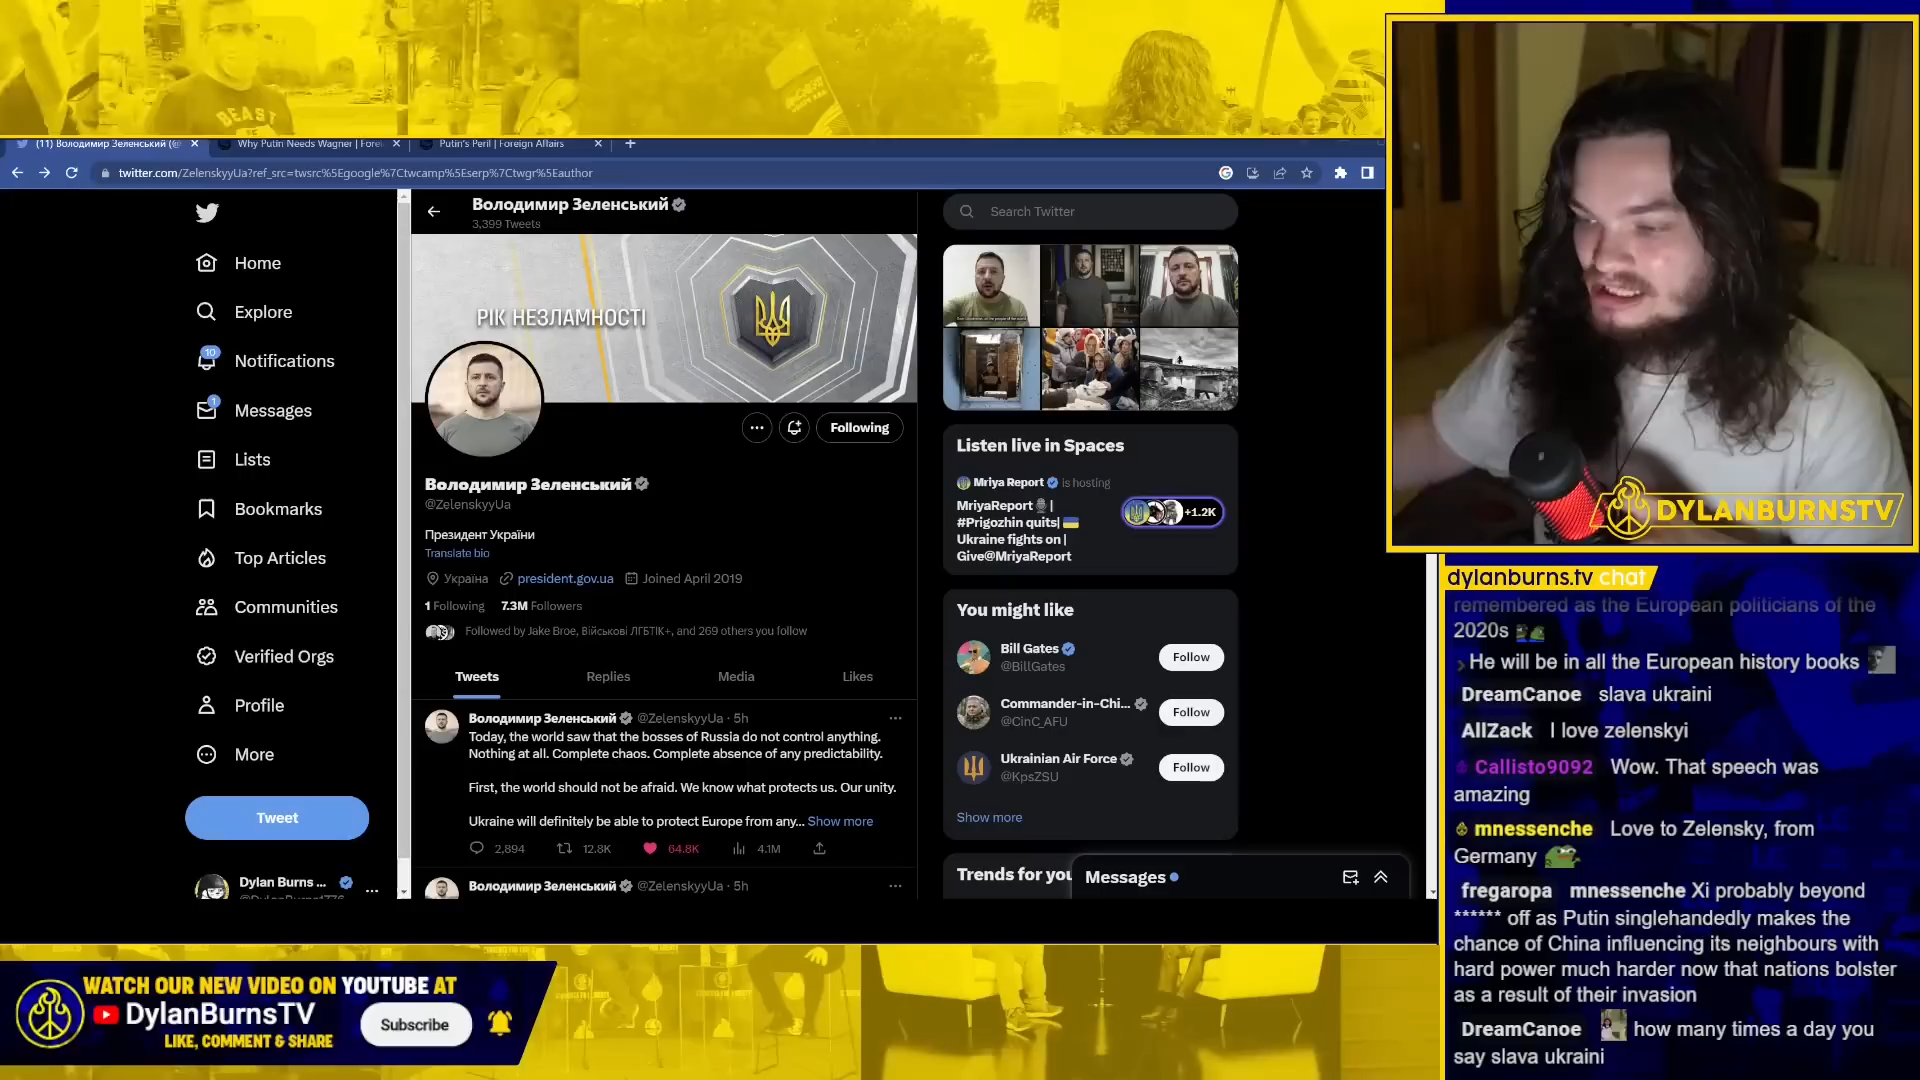 BEAST
(11) Володимир Зеленський (@
Why Putin Needs Wagner | Forei
Putin's Peril | Foreign Affairs
twitter.com/ZelenskyyUa?ref_src=twsrc%5Egoogle%7Ctwcamp%5Eserp%7Ctwgr%5Eauthor
Home
Explore
10
Notifications
1
Messages
Lists
Bookmarks
Top Articles
Communities
Verified Orgs
Profile
More
Tweet
Dylan Burns ...
Володимир Зеленський
3,399 Tweets
РІК НЕЗЛАМНОСТІ
Following
Володимир Зеленський
@ZelenskyyUa
Президент України
Translate bio
Україна president.gov.ua Joined April 2019
1 Following 7.3M Followers
Followed by Jake Broe, Військові ЛГБТІК+, and 269 others you follow
Tweets Replies Media Likes
Володимир Зеленський @ZelenskyyUa · 5h
Today, the world saw that the bosses of Russia do not control anything.
Nothing at all. Complete chaos. Complete absence of any predictability.
First, the world should not be afraid. We know what protects us. Our unity.
Ukraine will definitely be able to protect Europe from any... Show more
2,894 12.8K 64.8K 4.1M
Володимир Зеленський @ZelenskyyUa · 5h
Search Twitter
Listen live in Spaces
Mriya Report is hosting
MriyaReport |
#Prigozhin quits|
Ukraine fights on |
Give@MriyaReport
+1.2K
You might like
Bill Gates
@BillGates
Follow
Commander-in-Chi...
@CinC_AFU
Follow
Ukrainian Air Force
@KpsZSU
Follow
Show more
Trends for you
Messages
DYLANBURNSTV
dylanburns.tv chat
remembered as the European politicians of the
2020s
He will be in all the European history books
DreamCanoe slava ukraini
AllZack I love zelenskyi
Callisto9092 Wow. That speech was
amazing
mnessenche Love to Zelensky, from
Germany
fregaropa mnessenche Xi probably beyond
****** off as Putin singlehandedly makes the
chance of China influencing its neighbours with
hard power much harder now that nations bolster
as a result of their invasion
DreamCanoe how many times a day you
say slava ukraini
WATCH OUR NEW VIDEO ON YOUTUBE AT
DylanBurnsTV
Subscribe
LIKE, COMMENT & SHARE